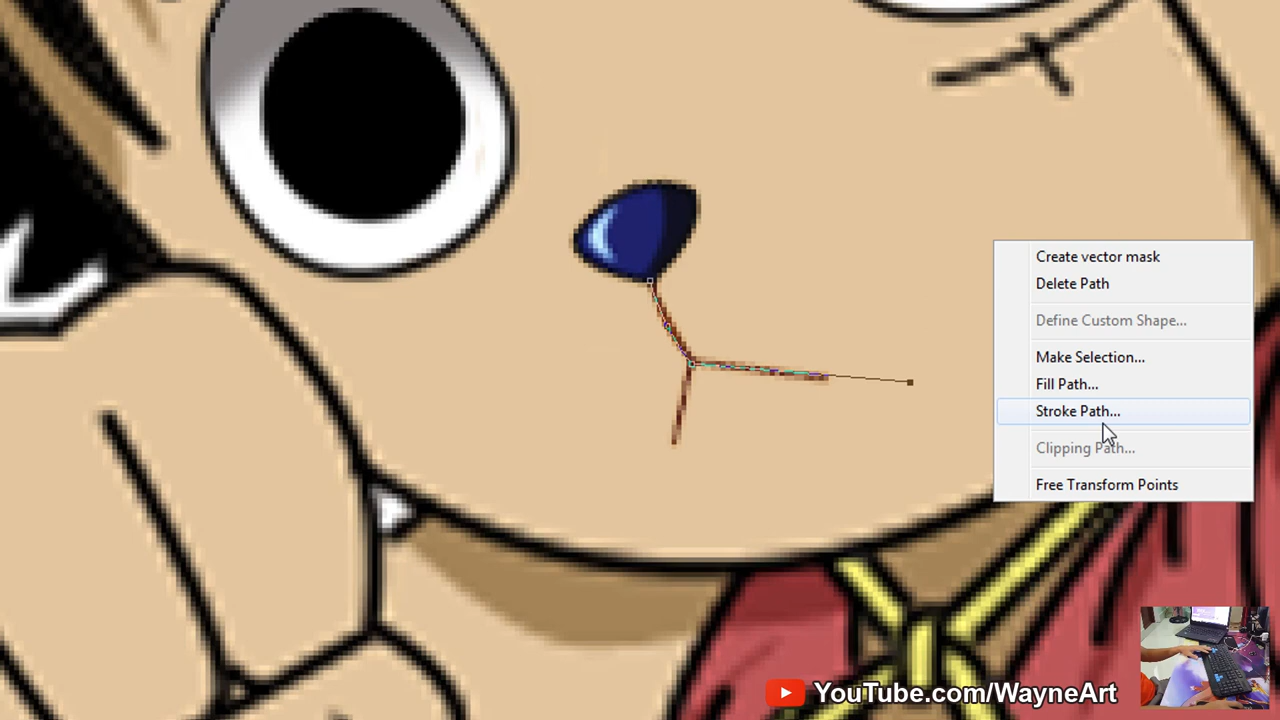 Create vector mask
Delete Path
Define Custom Shape...
Make Selection...
Fill Path...
Stroke Path...
Clipping Path...
Free Transform Points
YouTube.com/WayneArt